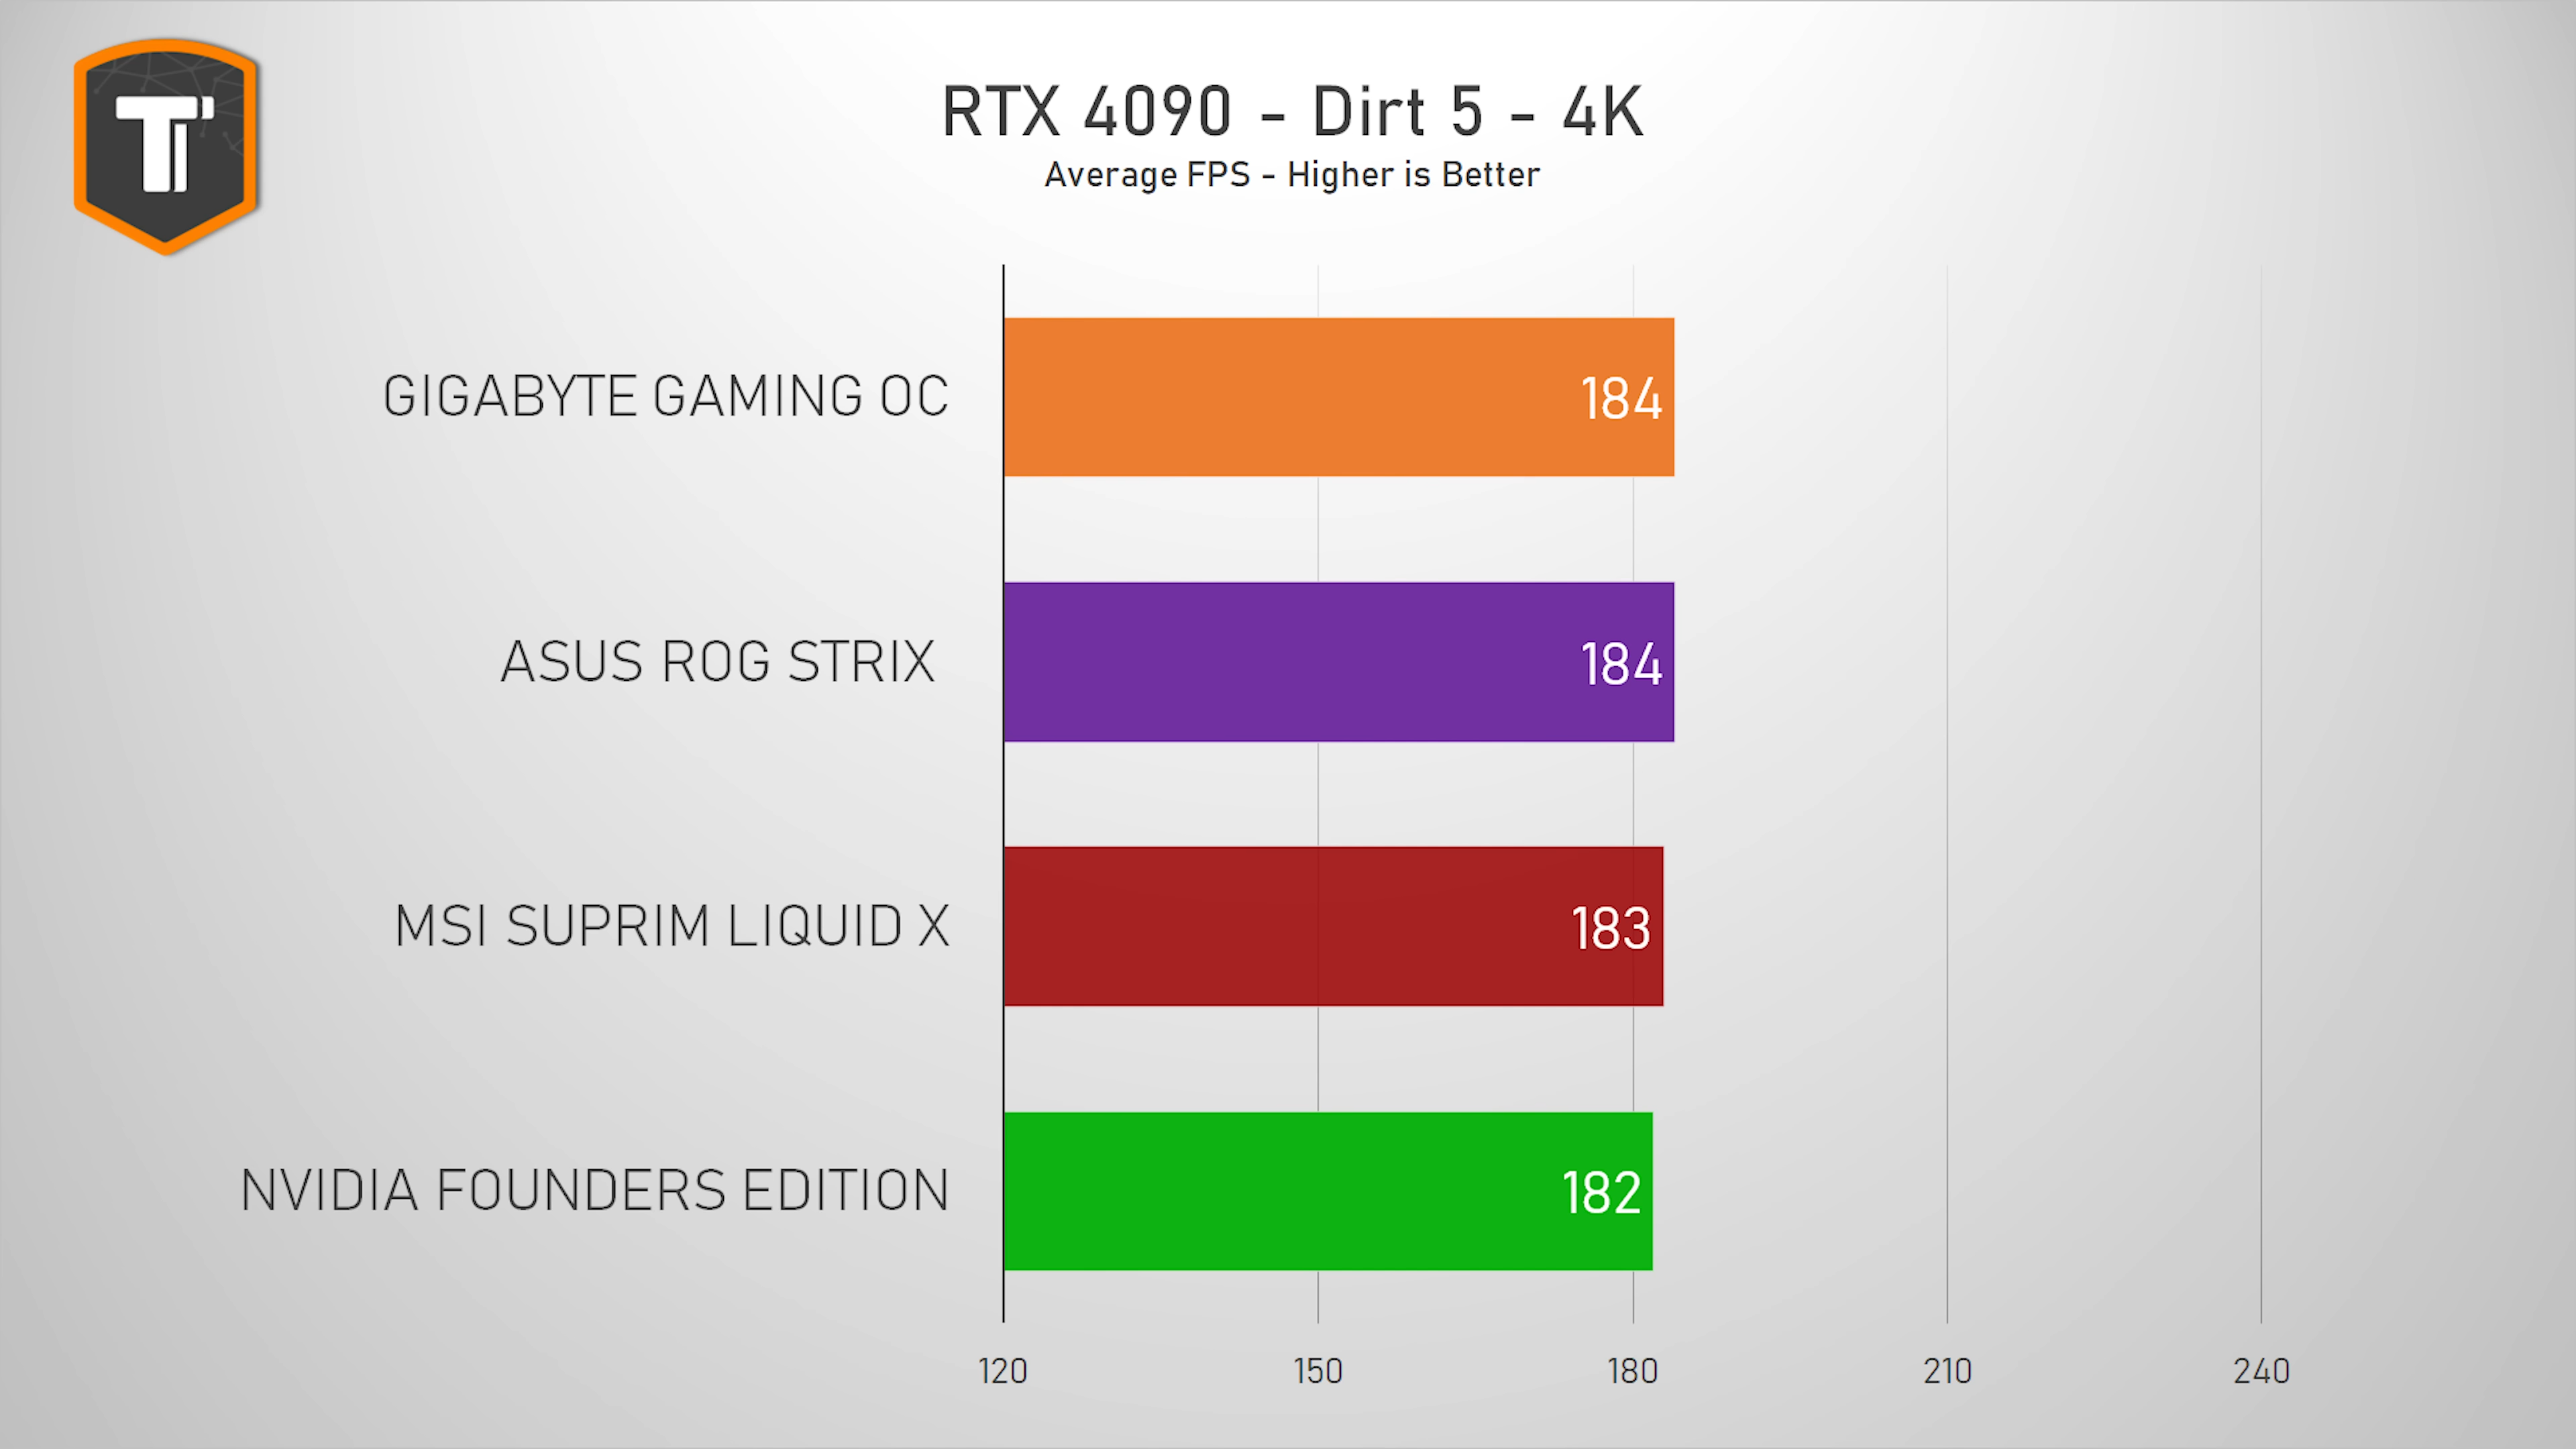 RTX 4090 - Dirt 5 - 4K
Average FPS - Higher is Better
GIGABYTE GAMING OC 184
ASUS ROG STRIX 184
MSI SUPRIM LIQUID X 183
NVIDIA FOUNDERS EDITION 182
120 150 180 210 240